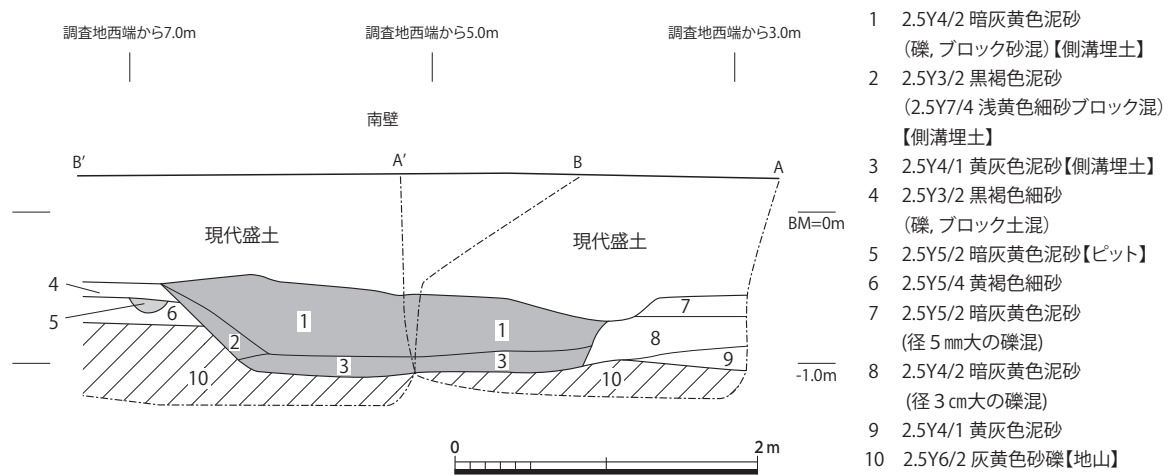 調査地西端から7.0m
調査地西端から5.0m
調査地西端から3.0m
南壁
B'
A'
B
A
BM=0m
現代盛土
現代盛土
4
5
6
7
1
1
8
2
3
3
9
10
10
-1.0m
0
2 m
1 2.5Y4/2 暗灰黄色泥砂
(礫, ブロック砂混)【側溝埋土】
2 2.5Y3/2 黒褐色泥砂
(2.5Y7/4 浅黄色細砂ブロック混)
【側溝埋土】
3 2.5Y4/1 黄灰色泥砂【側溝埋土】
4 2.5Y3/2 黒褐色細砂
(礫, ブロック土混)
5 2.5Y5/2 暗灰黄色泥砂【ピット】
6 2.5Y5/4 黄褐色細砂
7 2.5Y5/2 暗灰黄色泥砂
(径５㎜大の礫混)
8 2.5Y4/2 暗灰黄色泥砂
(径３㎝大の礫混)
9 2.5Y4/1 黄灰色泥砂
10 2.5Y6/2 灰黄色砂礫【地山】